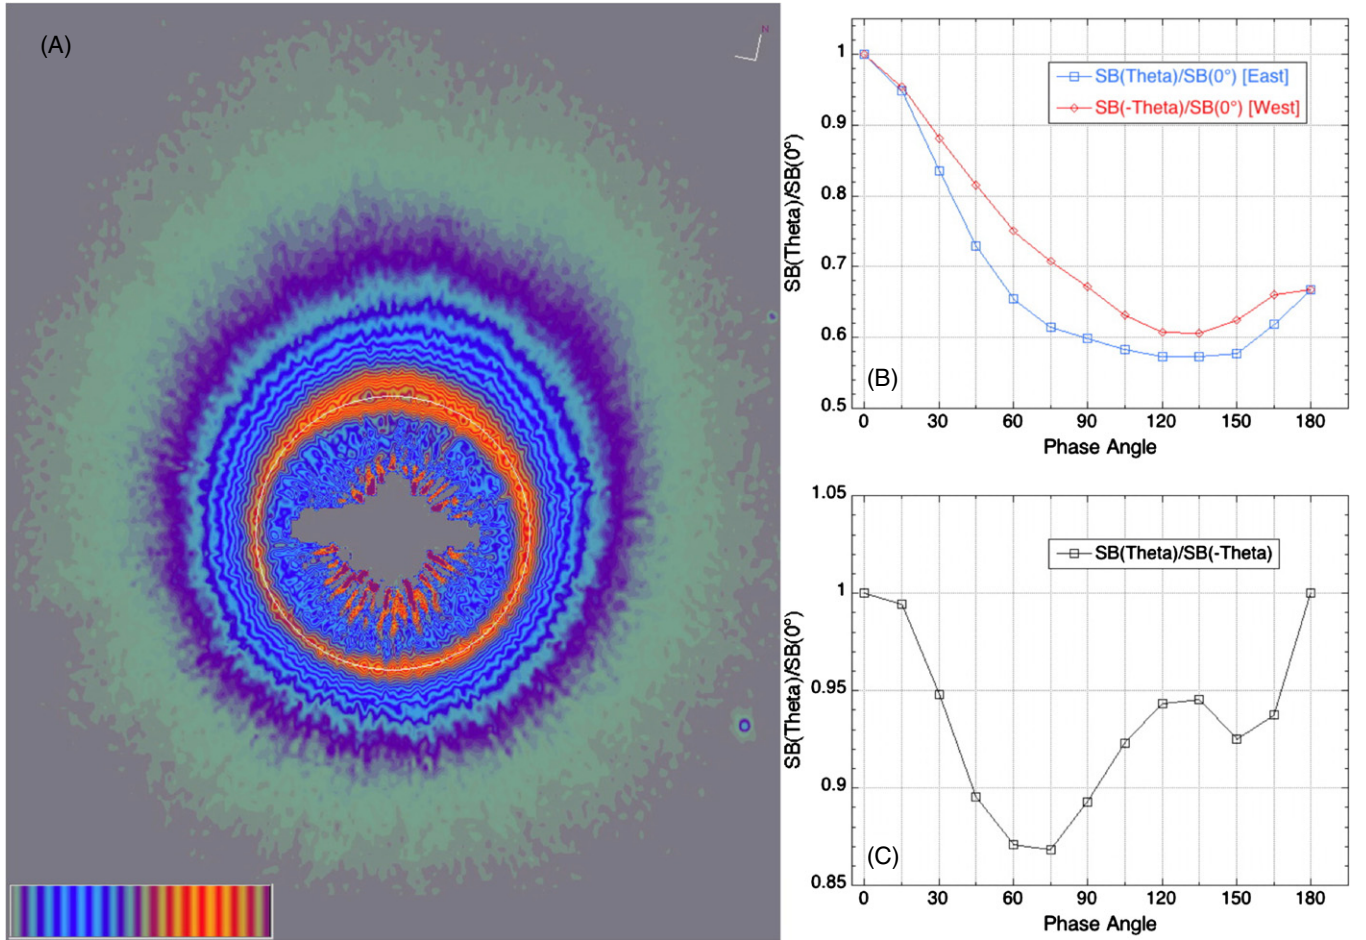 (A)
N
SB(Theta)/SB(0°)
1
0.9
0.8
0.7
0.6
0.5
SB(Theta)/SB(0°) [East]
SB(-Theta)/SB(0°) [West]
(B)
0 30 60 90 120 150 180
Phase Angle
SB(Theta)/SB(0°)
1.05
1
0.95
0.9
0.85
SB(Theta)/SB(-Theta)
(C)
0 30 60 90 120 150 180
Phase Angle